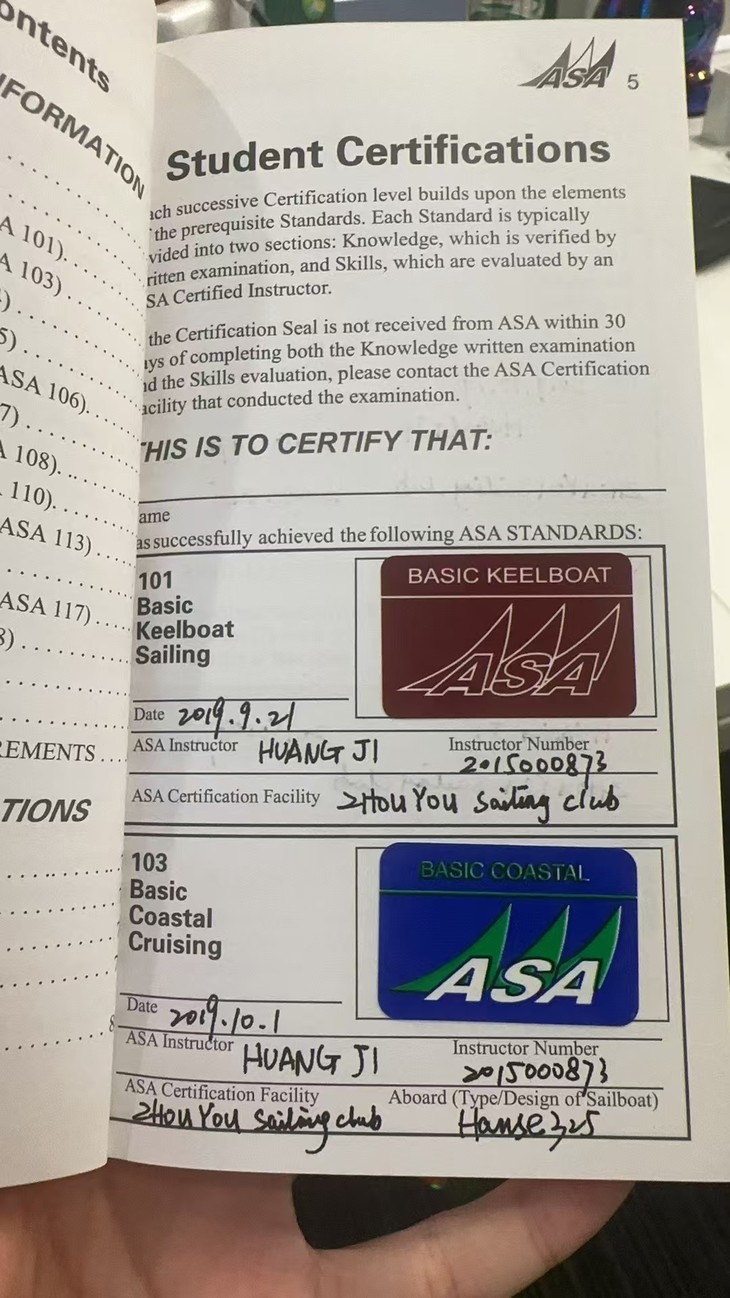 ontents
NFORMATION
A 101).
A 103)
5)
ASA 106).
7)
A 108).
110).
ASA 113)
ASA 117)
8)
REMENTS
TIONS
8
ASA 5
Student Certifications
ach successive Certification level builds upon the elements
the prerequisite Standards. Each Standard is typically
vided into two sections: Knowledge, which is verified by
ritten examination, and Skills, which are evaluated by an
SA Certified Instructor.
the Certification Seal is not received from ASA within 30
ays of completing both the Knowledge written examination
nd the Skills evaluation, please contact the ASA Certification
acility that conducted the examination.
THIS IS TO CERTIFY THAT:
ame
as successfully achieved the following ASA STANDARDS:
101
Basic
Keelboat
Sailing
BASIC KEELBOAT
ASA
Date 2019.9.21
ASA Instructor HUANG JI Instructor Number
2015000873
ASA Certification Facility ZHOU YOU Sailing club
103
Basic
Coastal
Cruising
BASIC COASTAL
ASA
Date 2019.10.1
ASA Instructor HUANG JI Instructor Number
2015000873
ASA Certification Facility Aboard (Type/Design of Sailboat)
ZHOU YOU Sailing club Hanse 325